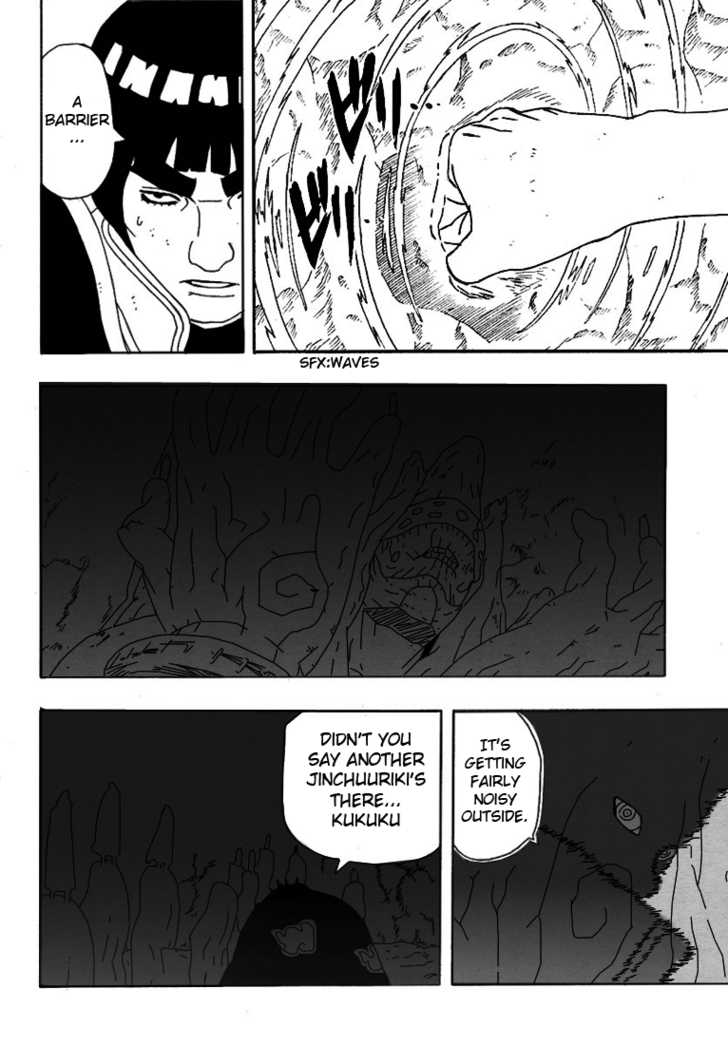 SFX:WAVES
A
BARRIER
...
IT'S
GETTING
FAIRLY
NOISY
OUTSIDE.
DIDN'T YOU
SAY ANOTHER
JINCHUURIKI'S
THERE...
KUKUKU